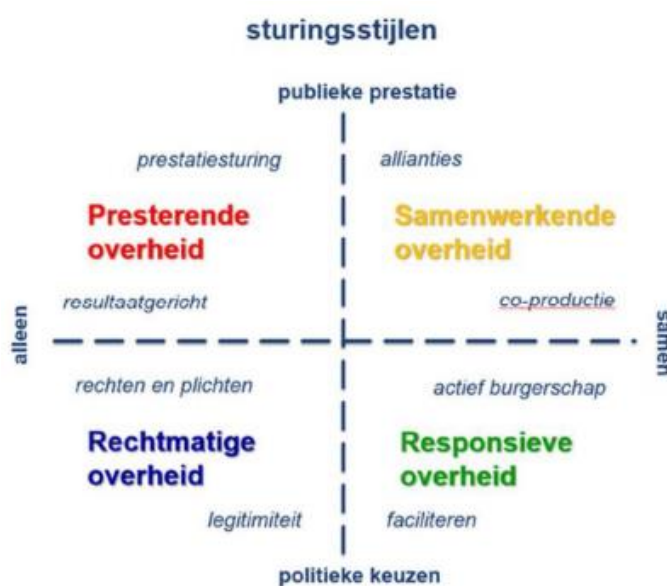 sturingsstijlen
publieke prestatie
prestatiesturing
allianties
Presterende
overheid
Samenwerkende
overheid
resultaatgericht
co-productie
alleen
samen
rechten en plichten
actief burgerschap
Rechtmatige
overheid
Responsieve
overheid
legitimiteit
faciliteren
politieke keuzen